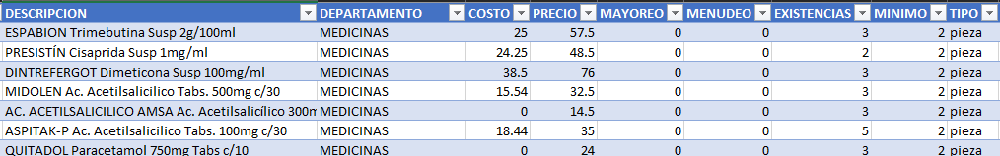 DESCRIPCION DEPARTAMENTO COSTO PRECIO MAYOREO MENUDEO EXISTENCIAS MINIMO TIPO
ESPABION Trimebutina Susp 2g/100ml MEDICINAS 25 57.5 0 0 3 2 pieza
PRESISTÍN Cisaprida Susp 1mg/ml MEDICINAS 24.25 48.5 0 0 2 2 pieza
DINTREFERGOT Dimeticona Susp 100mg/ml MEDICINAS 38.5 76 0 0 3 2 pieza
MIDOLEN Ac. Acetilsalicilico Tabs. 500mg c/30 MEDICINAS 15.54 32.5 0 0 3 2 pieza
AC. ACETILSALICILICO AMSA Ac. Acetilsalicílico 300m MEDICINAS 0 14.5 0 0 3 2 pieza
ASPITAK-P Ac. Acetilsalicilico Tabs. 100mg c/30 MEDICINAS 18.44 35 0 0 5 2 pieza
QUITADOL Paracetamol 750mg Tabs c/10 MEDICINAS 0 24 0 0 3 2 pieza